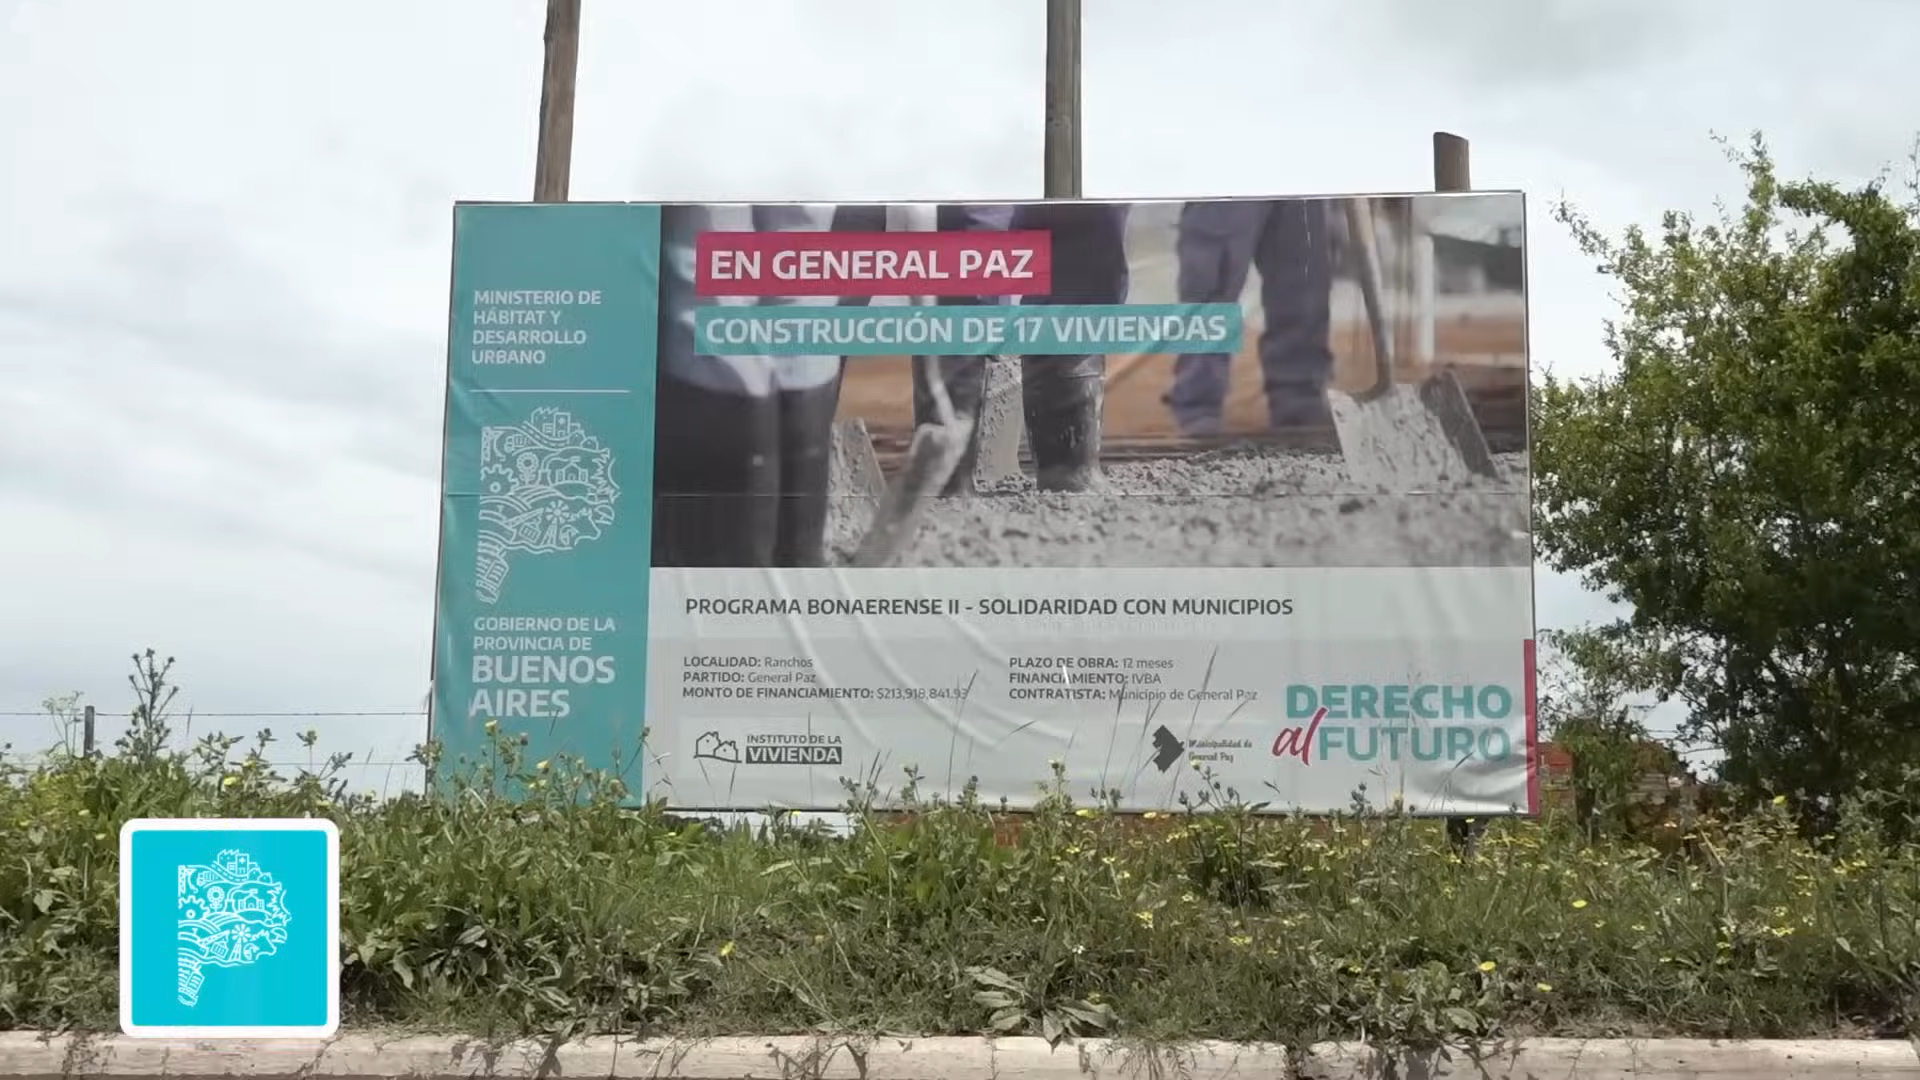 EN GENERAL PAZ
CONSTRUCCIÓN DE 17 VIVIENDAS
MINISTERIO DE
HÁBITAT Y
DESARROLLO
URBANO
GOBIERNO DE LA
PROVINCIA DE
BUENOS
AIRES
PROGRAMA BONAERENSE II - SOLIDARIDAD CON MUNICIPIOS
LOCALIDAD: Ranchos
PARTIDO: General Paz
MONTO DE FINANCIAMIENTO: $213,918,841.93
PLAZO DE OBRA: 12 meses
FINANCIAMIENTO: IVBA
CONTRATISTA: Municipio de General Paz
INSTITUTO DE LA
VIVIENDA
Municipalidad de
General Paz
DERECHO
al FUTURO